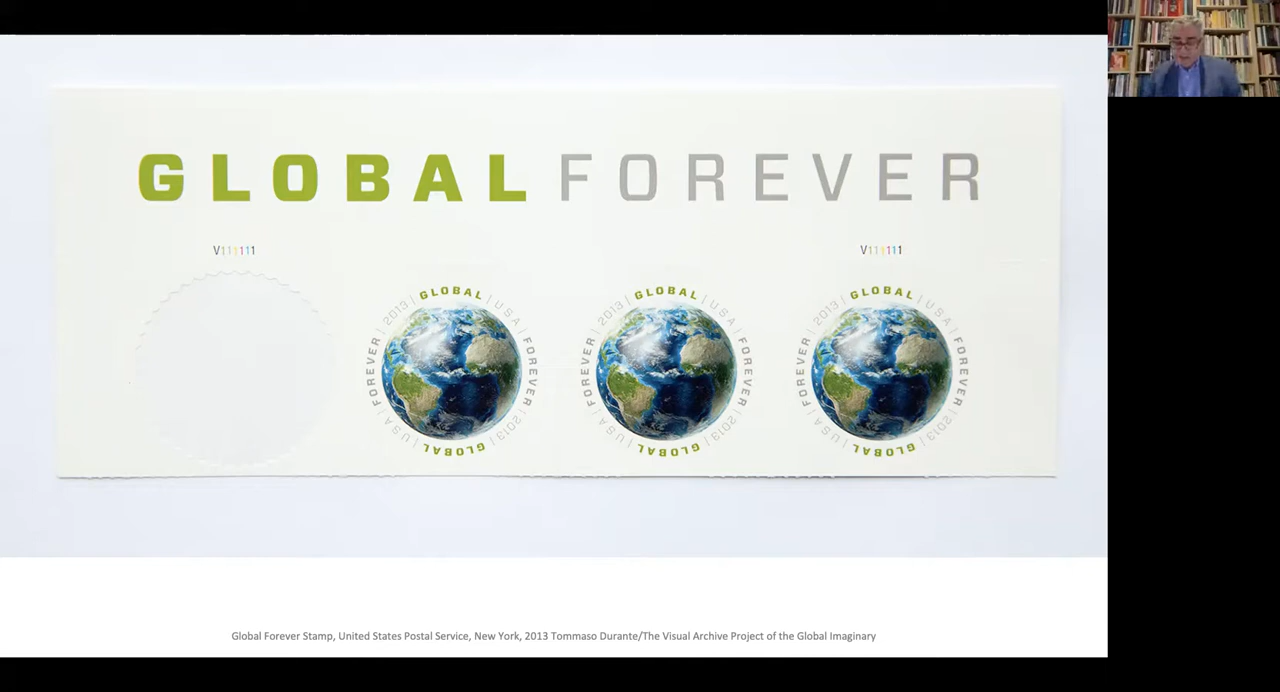 GLOBAL FOREVER
V111111
V111111
2013 | GLOBAL | USA | FOREVER | 2013 | GLOBAL | USA | FOREVER
2013 | GLOBAL | USA | FOREVER | 2013 | GLOBAL | USA | FOREVER
2013 | GLOBAL | USA | FOREVER | 2013 | GLOBAL | USA | FOREVER
Global Forever Stamp, United States Postal Service, New York, 2013 Tommaso Durante/The Visual Archive Project of the Global Imaginary